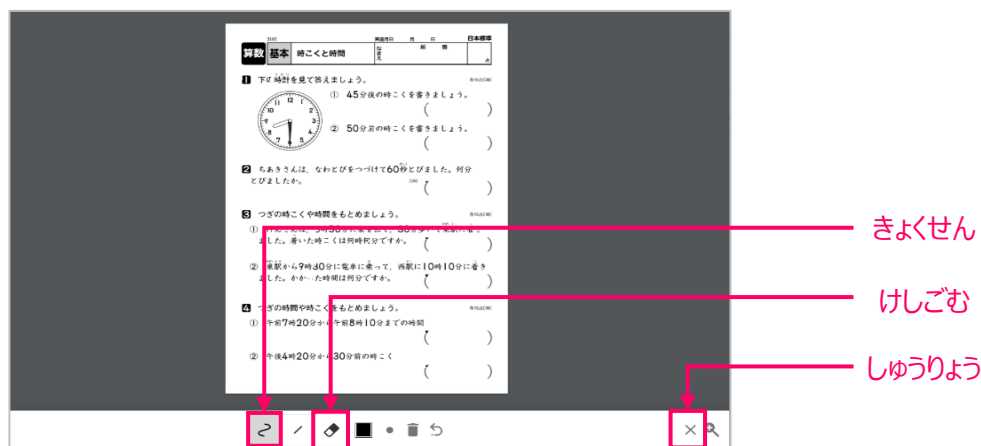 実施月日 月 日
日本標準
算数 基本 時こくと時間
なまえ
組 番
点
1 下の時計を見て答えましょう。
① 45分後の時こくを書きましょう。
( )
② 50分前の時こくを書きましょう。
( )
2 ちあきさんは、なわとびをつづけて60秒とびました。何分
とびましたか。
( )
3 つぎの時こくや時間をもとめましょう。
ました。着いた時こくは何時何分ですか。
( )
② 東駅から9時30分に電車に乗って、西駅に10時10分に着き
ました。かかった時間は何分ですか。
( )
4 つぎの時間や時こくをもとめましょう。
① 午前7時20分から午前8時10分までの時間
( )
② 午後4時20分から30分前の時こく
( )
きょくせん
けしごむ
しゅうりょう